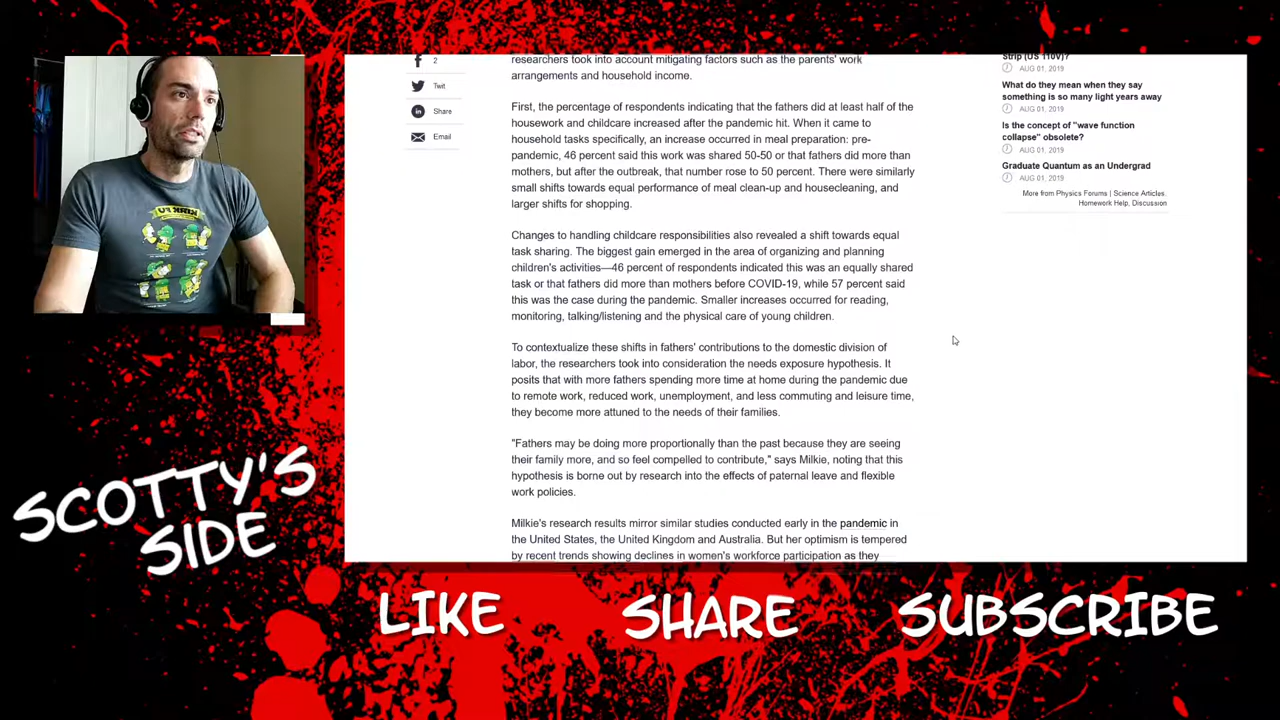 researchers took into account mitigating factors such as the parents' work
arrangements and household income.
First, the percentage of respondents indicating that the fathers did at least half of the
housework and childcare increased after the pandemic hit. When it came to
household tasks specifically, an increase occurred in meal preparation: pre-
pandemic, 46 percent said this work was shared 50-50 or that fathers did more than
mothers, but after the outbreak, that number rose to 50 percent. There were similarly
small shifts towards equal performance of meal clean-up and housecleaning, and
larger shifts for shopping.
Changes to handling childcare responsibilities also revealed a shift towards equal
task sharing. The biggest gain emerged in the area of organizing and planning
children's activities—46 percent of respondents indicated this was an equally shared
task or that fathers did more than mothers before COVID-19, while 57 percent said
this was the case during the pandemic. Smaller increases occurred for reading,
monitoring, talking/listening and the physical care of young children.
To contextualize these shifts in fathers' contributions to the domestic division of
labor, the researchers took into consideration the needs exposure hypothesis. It
posits that with more fathers spending more time at home during the pandemic due
to remote work, reduced work, unemployment, and less commuting and leisure time,
they become more attuned to the needs of their families.
"Fathers may be doing more proportionally than the past because they are seeing
their family more, and so feel compelled to contribute," says Milkie, noting that this
hypothesis is borne out by research into the effects of paternal leave and flexible
work policies.
Milkie's research results mirror similar studies conducted early in the pandemic in
the United States, the United Kingdom and Australia. But her optimism is tempered
by recent trends showing declines in women's workforce participation as they
2
Twit
Share
Email
Strip (US 110V)?
AUG 01, 2019
What do they mean when they say
something is so many light years away
AUG 01, 2019
Is the concept of "wave function
collapse" obsolete?
AUG 01, 2019
Graduate Quantum as an Undergrad
AUG 01, 2019
More from Physics Forums | Science Articles,
Homework Help, Discussion
SCOTTY'S
SIDE
LIKE
SHARE
SUBSCRIBE